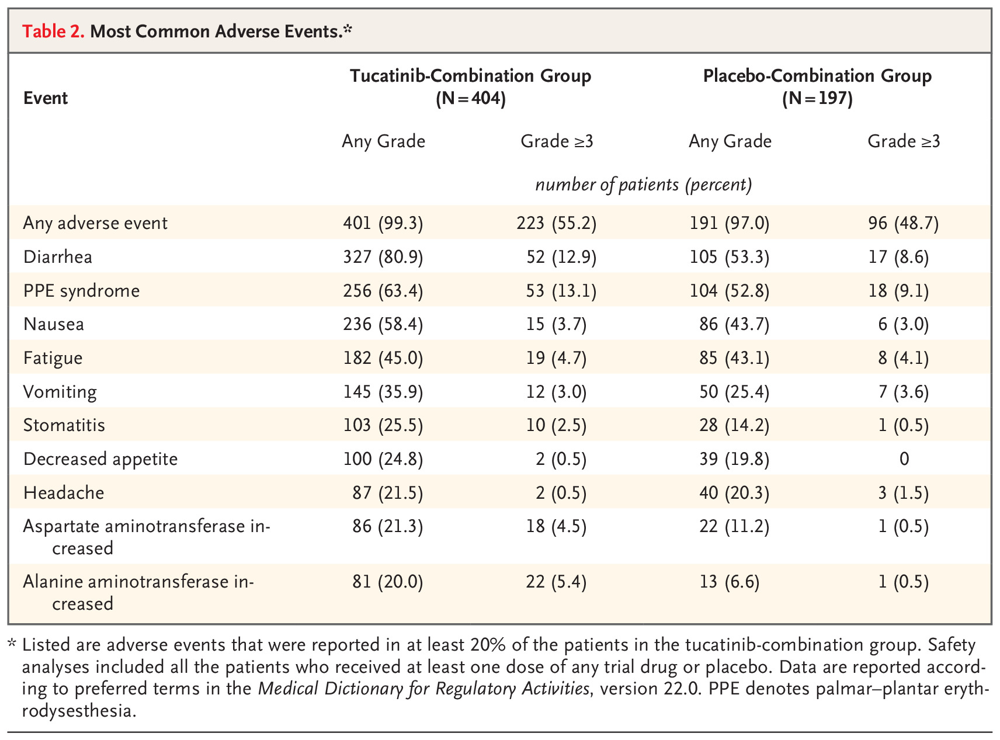 Table 2. Most Common Adverse Events.*
Event Tucatinib-Combination Group (N = 404) Placebo-Combination Group (N = 197)
Any Grade Grade ≥3 Any Grade Grade ≥3
number of patients (percent)
Any adverse event 401 (99.3) 223 (55.2) 191 (97.0) 96 (48.7)
Diarrhea 327 (80.9) 52 (12.9) 105 (53.3) 17 (8.6)
PPE syndrome 256 (63.4) 53 (13.1) 104 (52.8) 18 (9.1)
Nausea 236 (58.4) 15 (3.7) 86 (43.7) 6 (3.0)
Fatigue 182 (45.0) 19 (4.7) 85 (43.1) 8 (4.1)
Vomiting 145 (35.9) 12 (3.0) 50 (25.4) 7 (3.6)
Stomatitis 103 (25.5) 10 (2.5) 28 (14.2) 1 (0.5)
Decreased appetite 100 (24.8) 2 (0.5) 39 (19.8) 0
Headache 87 (21.5) 2 (0.5) 40 (20.3) 3 (1.5)
Aspartate aminotransferase in- 86 (21.3) 18 (4.5) 22 (11.2) 1 (0.5)
creased
Alanine aminotransferase in- 81 (20.0) 22 (5.4) 13 (6.6) 1 (0.5)
creased
* Listed are adverse events that were reported in at least 20% of the patients in the tucatinib-combination group. Safety
analyses included all the patients who received at least one dose of any trial drug or placebo. Data are reported accord-
ing to preferred terms in the Medical Dictionary for Regulatory Activities, version 22.0. PPE denotes palmar–plantar eryth-
rodysesthesia.